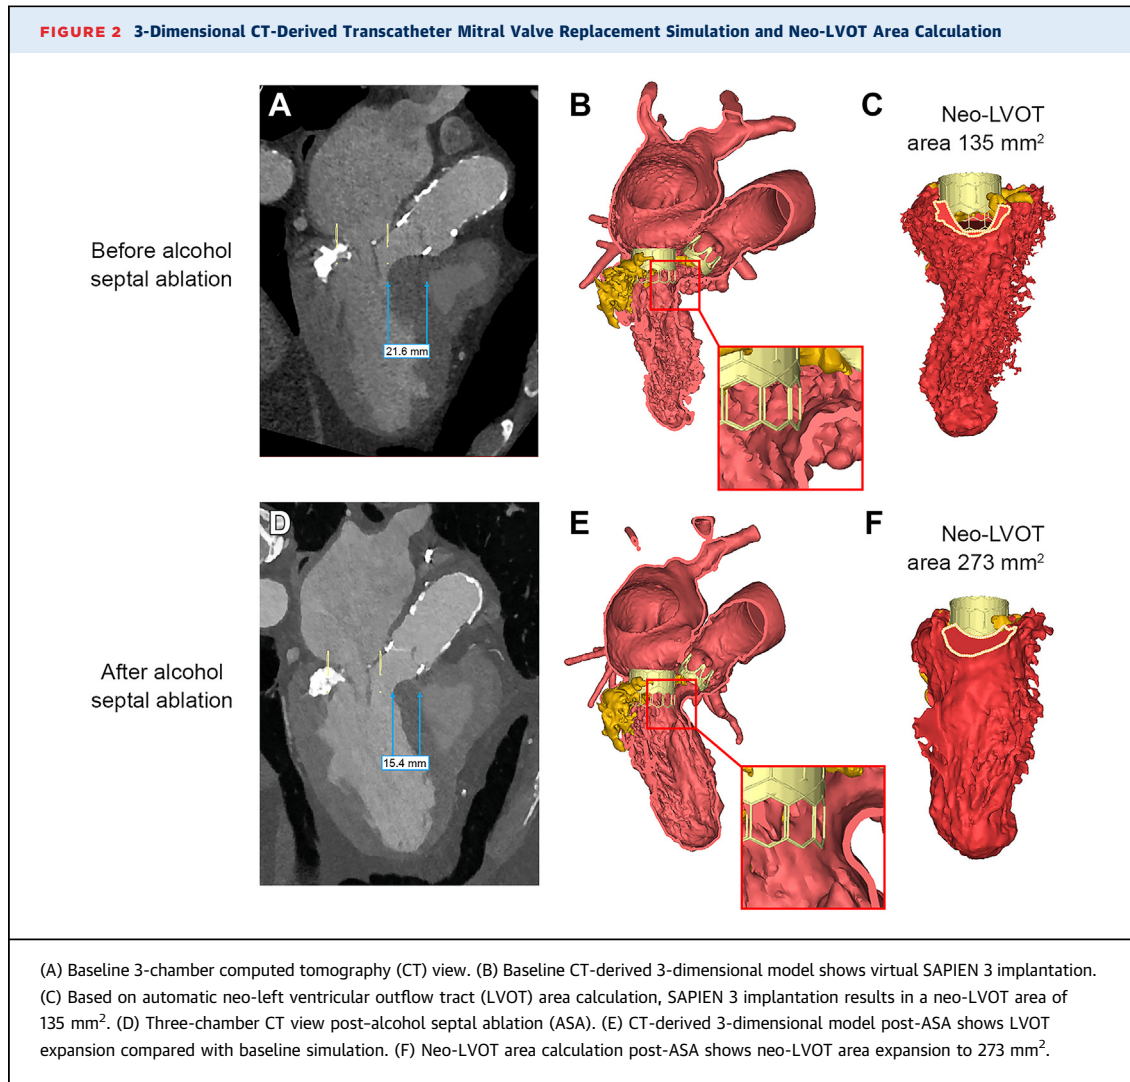 FIGURE 2 3-Dimensional CT-Derived Transcatheter Mitral Valve Replacement Simulation and Neo-LVOT Area Calculation
A
B
C
Neo-LVOT
area 135 mm²
Before alcohol
septal ablation
21.6 mm
D
E
F
Neo-LVOT
area 273 mm²
After alcohol
septal ablation
15.4 mm
(A) Baseline 3-chamber computed tomography (CT) view. (B) Baseline CT-derived 3-dimensional model shows virtual SAPIEN 3 implantation.
(C) Based on automatic neo-left ventricular outflow tract (LVOT) area calculation, SAPIEN 3 implantation results in a neo-LVOT area of
135 mm². (D) Three-chamber CT view post–alcohol septal ablation (ASA). (E) CT-derived 3-dimensional model post-ASA shows LVOT
expansion compared with baseline simulation. (F) Neo-LVOT area calculation post-ASA shows neo-LVOT area expansion to 273 mm².